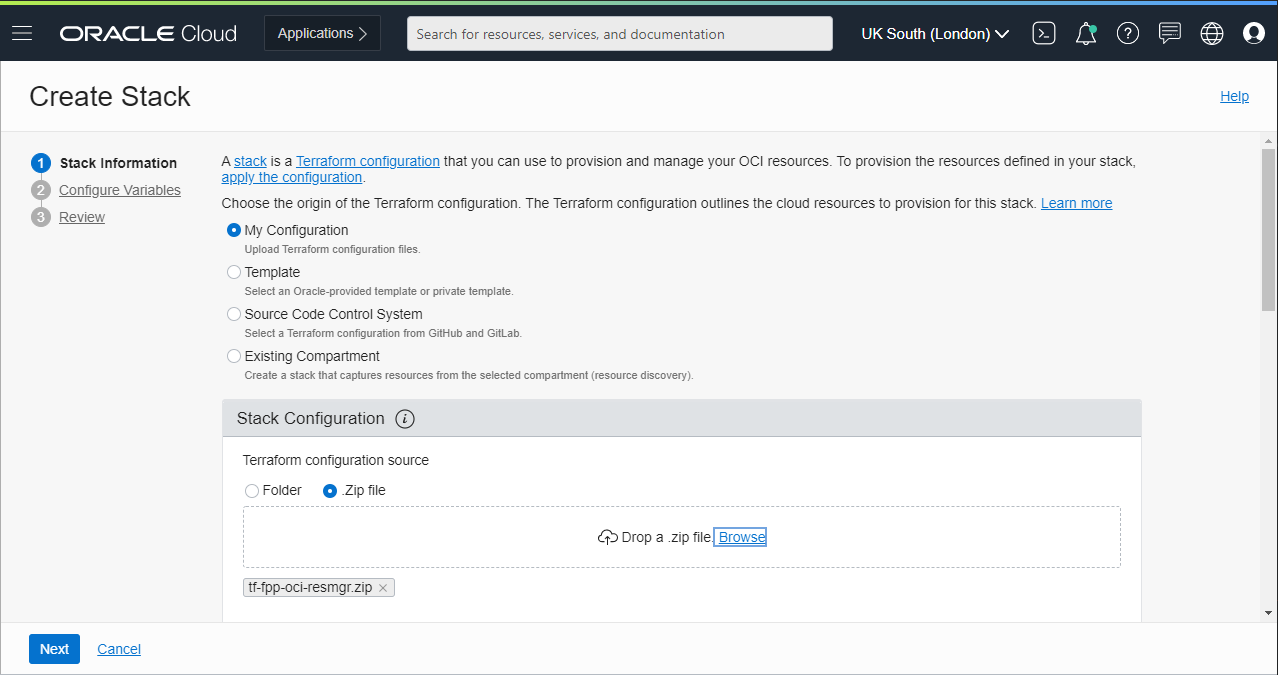 ORACLE Cloud
Applications
Search for resources, services, and documentation
UK South (London)
Create Stack
Help
1 Stack Information
2 Configure Variables
3 Review
A stack is a Terraform configuration that you can use to provision and manage your OCI resources. To provision the resources defined in your stack,
apply the configuration.
Choose the origin of the Terraform configuration. The Terraform configuration outlines the cloud resources to provision for this stack. Learn more
My Configuration
Upload Terraform configuration files.
Template
Select an Oracle-provided template or private template.
Source Code Control System
Select a Terraform configuration from GitHub and GitLab.
Existing Compartment
Create a stack that captures resources from the selected compartment (resource discovery).
Stack Configuration
Terraform configuration source
Folder .Zip file
Drop a .zip file. Browse
tf-fpp-oci-resmgr.zip
Next Cancel